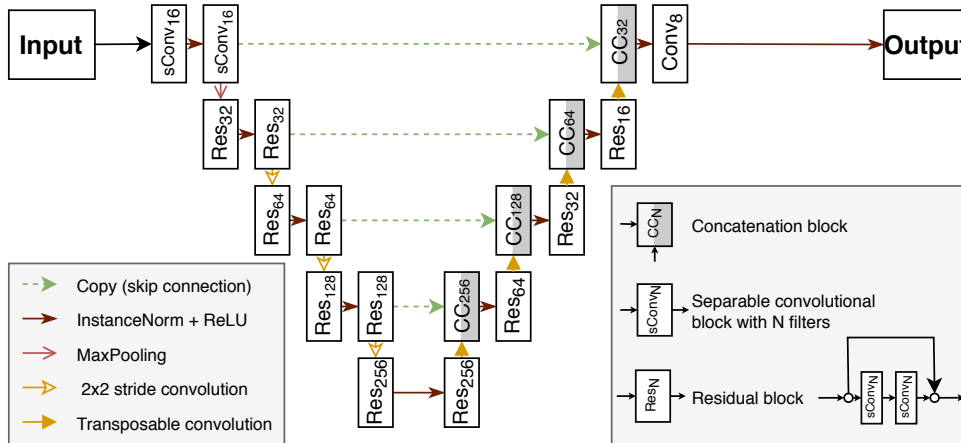 Input
sConv16
sConv16
CC32
Conv8
Output
Res32
Res32
CC64
Res16
Res64
Res64
CC128
Res32
Res128
Res128
CC256
Res64
Res256
Res256
Copy (skip connection)
InstanceNorm + ReLU
MaxPooling
2x2 stride convolution
Transposable convolution
CCN
Concatenation block
sConvN
Separable convolutional
block with N filters
ResN
Residual block
sConvN
sConvN